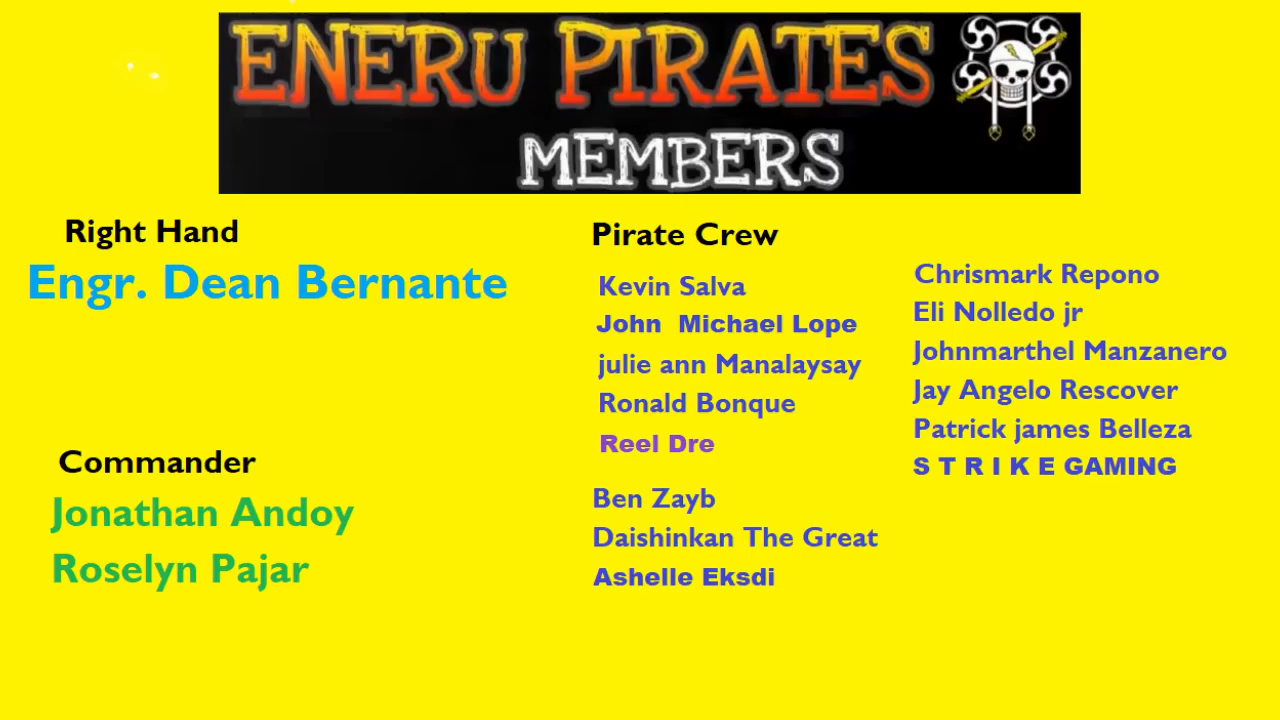 ENERU PIRATES
MEMBERS
Right Hand
Engr. Dean Bernante
Commander
Jonathan Andoy
Roselyn Pajar
Pirate Crew
Kevin Salva
John Michael Lope
julie ann Manalaysay
Ronald Bonque
Reel Dre
Ben Zayb
Daishinkan The Great
Ashelle Eksdi
Chrismark Repono
Eli Nolledo jr
Johnmarthel Manzanero
Jay Angelo Rescover
Patrick james Belleza
S T R I K E GAMING